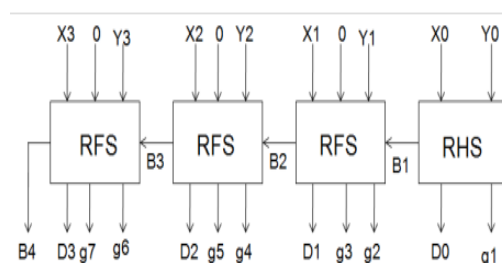 X3 0 Y3 X2 0 Y2 X1 0 Y1 X0 Y0
RFS RFS RFS RHS
B3 B2 B1
B4 D3 g7 g6 D2 g5 g4 D1 g3 g2 D0 g1